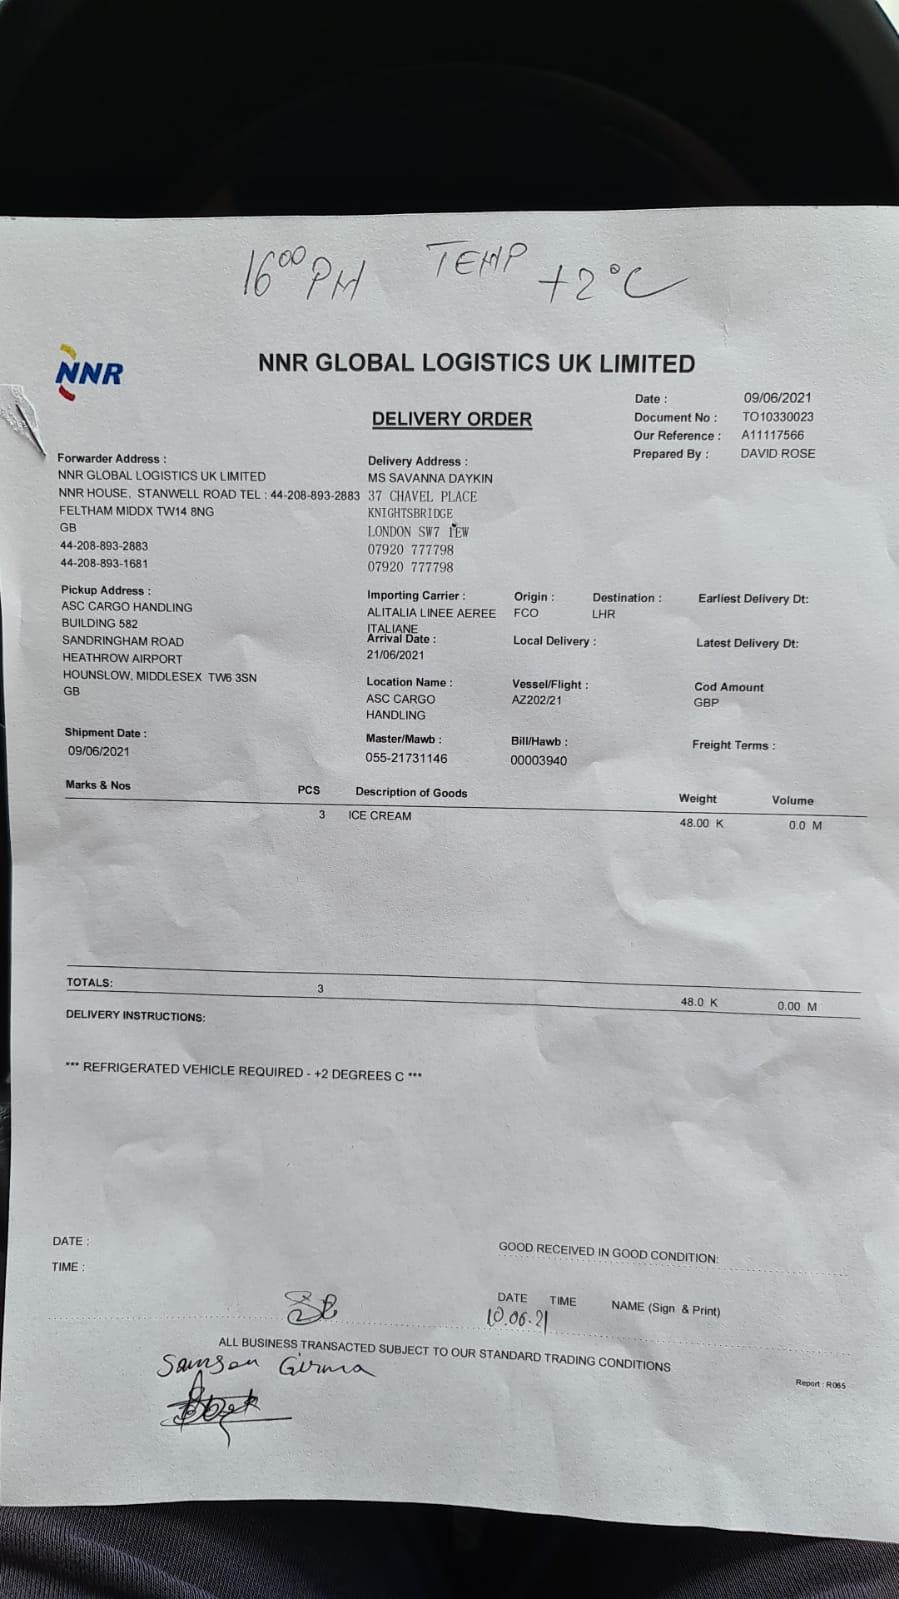 16⁰⁰ PM TEMP +2°C
NNR
NNR GLOBAL LOGISTICS UK LIMITED
DELIVERY ORDER
Date : 09/06/2021
Document No : TO10330023
Our Reference : A11117566
Prepared By : DAVID ROSE
Forwarder Address :
NNR GLOBAL LOGISTICS UK LIMITED
NNR HOUSE, STANWELL ROAD TEL : 44-208-893-2883
FELTHAM MIDDX TW14 8NG
GB
44-208-893-2883
44-208-893-1681
Delivery Address :
MS SAVANNA DAYKIN
37 CHAVEL PLACE
KNIGHTSBRIDGE
LONDON SW7 1EW
07920 777798
07920 777798
Pickup Address :
ASC CARGO HANDLING
BUILDING 582
SANDRINGHAM ROAD
HEATHROW AIRPORT
HOUNSLOW, MIDDLESEX TW6 3SN
GB
Importing Carrier : Origin : Destination : Earliest Delivery Dt:
ALITALIA LINEE AEREE FCO LHR
ITALIANE
Arrival Date : Local Delivery : Latest Delivery Dt:
21/06/2021
Location Name : Vessel/Flight : Cod Amount
ASC CARGO AZ202/21 GBP
HANDLING
Shipment Date : Master/Mawb : Bill/Hawb : Freight Terms :
09/06/2021 055-21731146 00003940
Marks & Nos PCS Description of Goods Weight Volume
3 ICE CREAM 48.00 K 0.0 M
TOTALS: 3 48.0 K 0.00 M
DELIVERY INSTRUCTIONS:
*** REFRIGERATED VEHICLE REQUIRED - +2 DEGREES C ***
DATE : GOOD RECEIVED IN GOOD CONDITION:
TIME :
DATE TIME NAME (Sign & Print)
10.06.21
ALL BUSINESS TRANSACTED SUBJECT TO OUR STANDARD TRADING CONDITIONS
Samson Girma
Report : R065